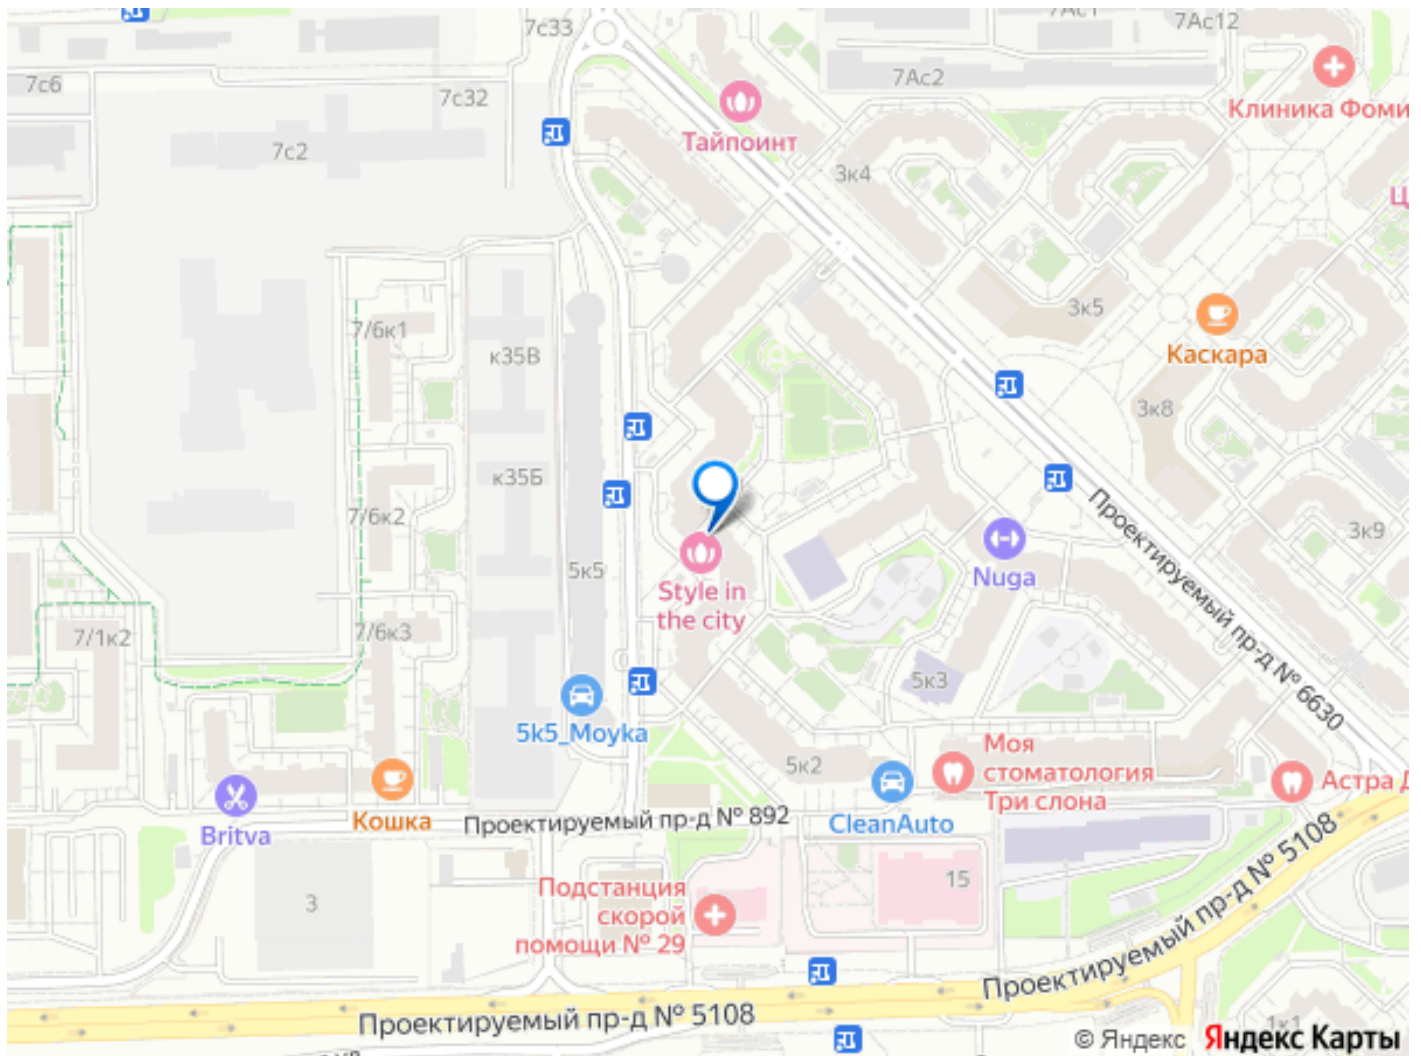 7с33
7Ас1
7Ас12
7с6
7Ас2
7с32
Клиника Фоми
Тайпоинт
7с2
3к4
Ц
3к5
7/6к1
к35В
Каскара
3к8
к35Б
Проектируемый пр-д № 6630
7/6к2
3к9
5к5
Nuga
Style in
the city
7/1к2
7/6к3
5к3
5k5_Moyka
Моя
стоматология
Три слона
5к2
Астра Д
Кошка
Проектируемый пр-д № 892
CleanAuto
Britva
Проектируемый пр-д № 5108
15
3
Подстанция
скорой
помощи № 29
Проектируемый пр-д № 5108
1к1
© Яндекс Яндекс Карты